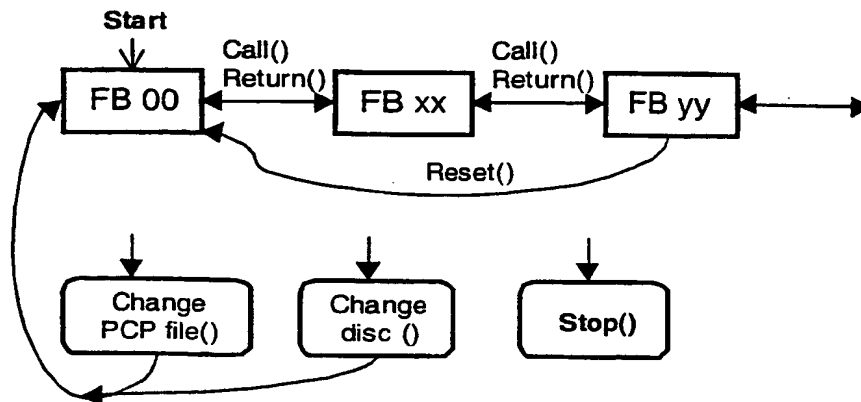 Start
Call()
Return()
Call()
Return()
FB 00
FB xx
FB yy
Reset()
Change
PCP file()
Change
disc ()
Stop()